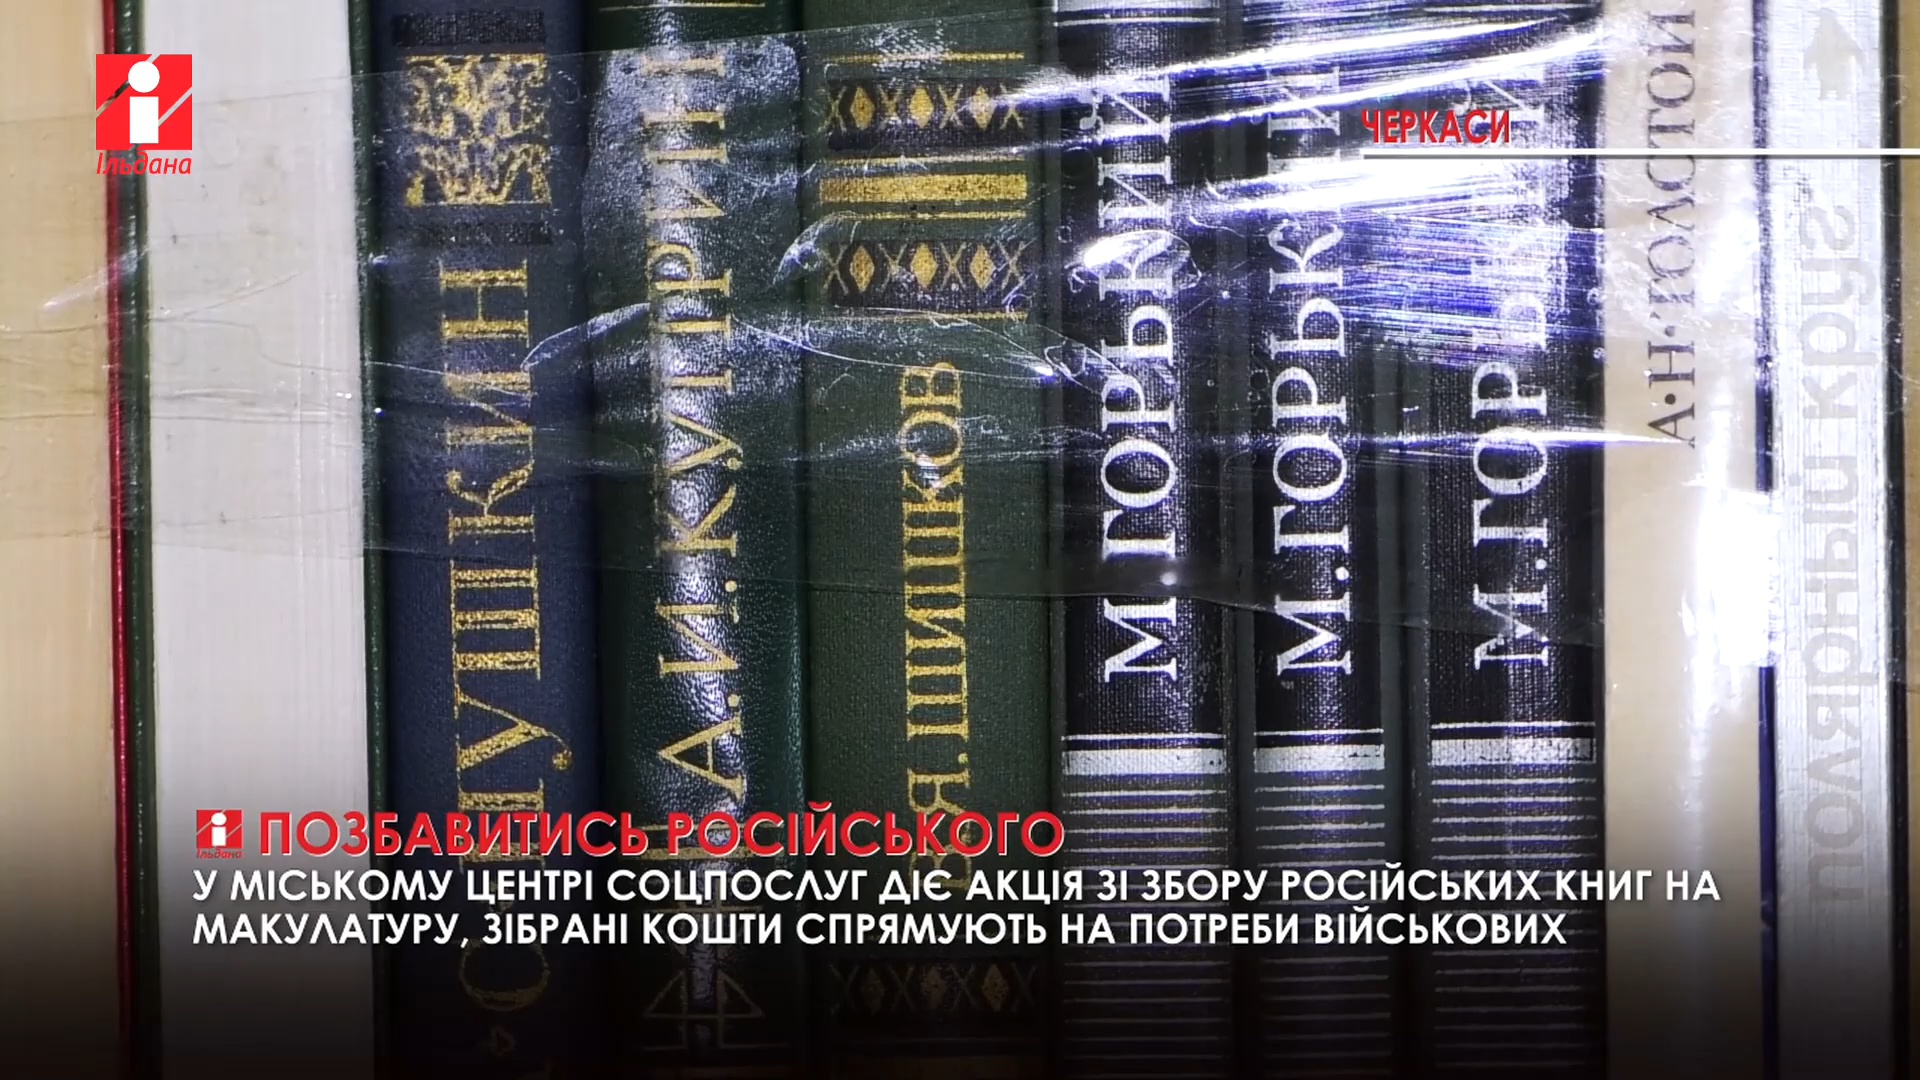 Ільдана
ЧЕРКАСИ
А.С.ПУШКИН
А.И.КУПРИН
В.Я.ШИШКОВ
М.ГОРЬКИЙ
М.ГОРЬКИЙ
М.ГОРЬКИЙ
А·Н·ТОЛСТОЙ
полярный круг
Ільдана
ПОЗБАВИТИСЬ РОСІЙСЬКОГО
У МІСЬКОМУ ЦЕНТРІ СОЦПОСЛУГ ДІЄ АКЦІЯ ЗІ ЗБОРУ РОСІЙСЬКИХ КНИГ НА
МАКУЛАТУРУ, ЗІБРАНІ КОШТИ СПРЯМУЮТЬ НА ПОТРЕБИ ВІЙСЬКОВИХ